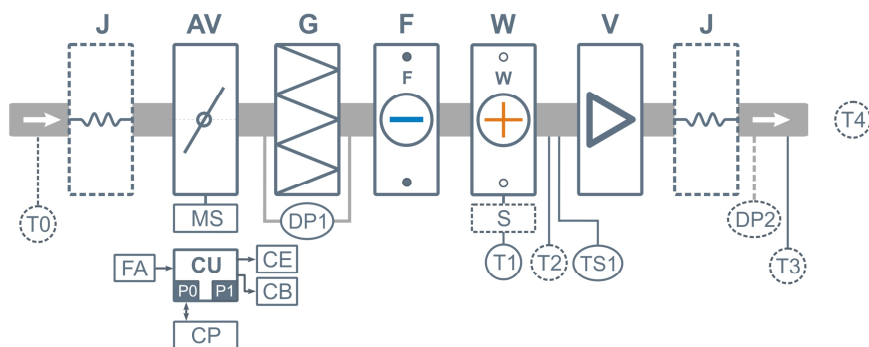 J AV G F W V J
F W
T4
MS DP1 S DP2
T0
T1 T2 TS1 T3
FA CU CE
P0 P1 CB
CP